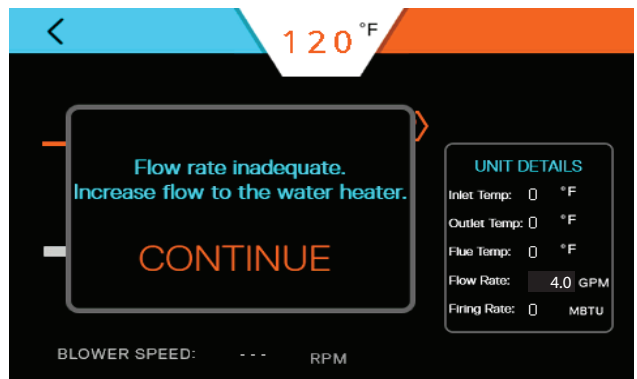 120 °F
Flow rate inadequate.
Increase flow to the water heater.
CONTINUE
UNIT DETAILS
Inlet Temp: 0 °F
Outlet Temp: 0 °F
Flue Temp: 0 °F
Flow Rate: 4.0 GPM
Firing Rate: 0 MBTU
BLOWER SPEED: --- RPM